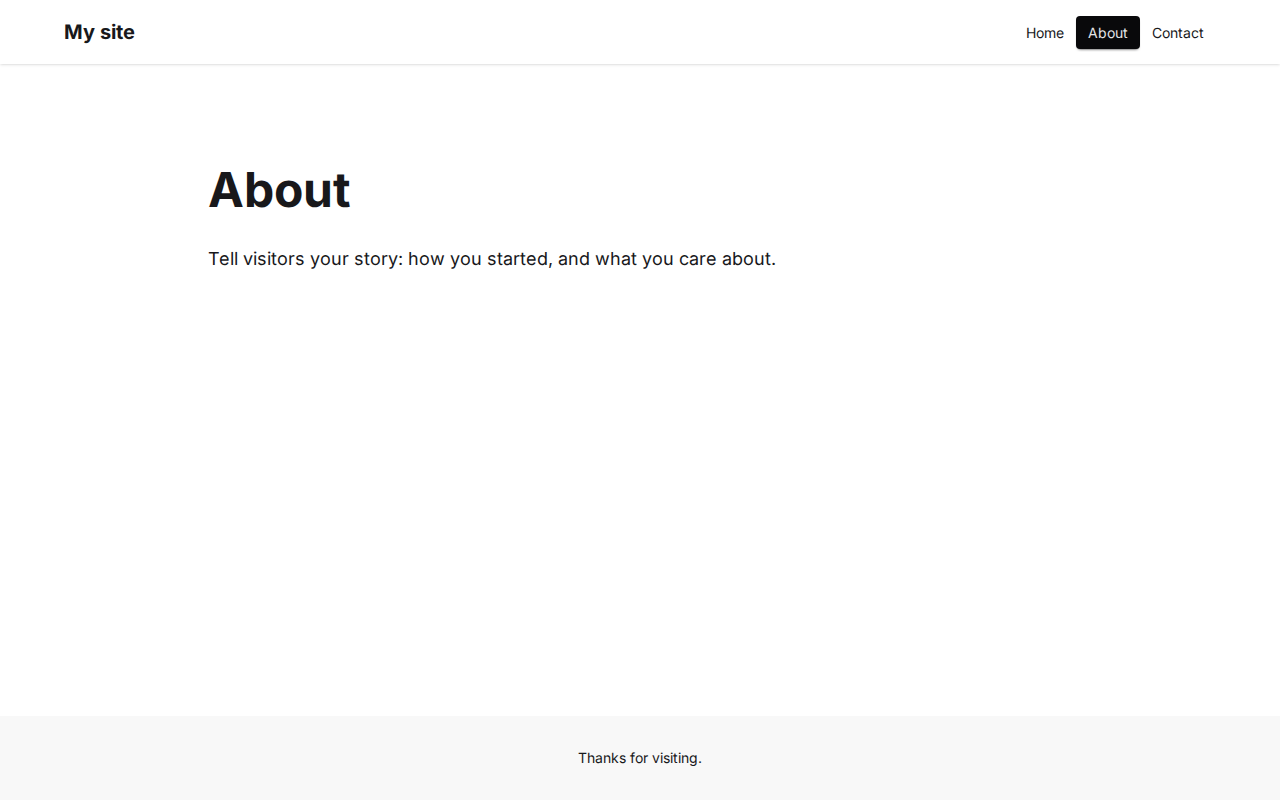 My site
Home About Contact
About
Tell visitors your story: how you started, and what you care about.
Thanks for visiting.